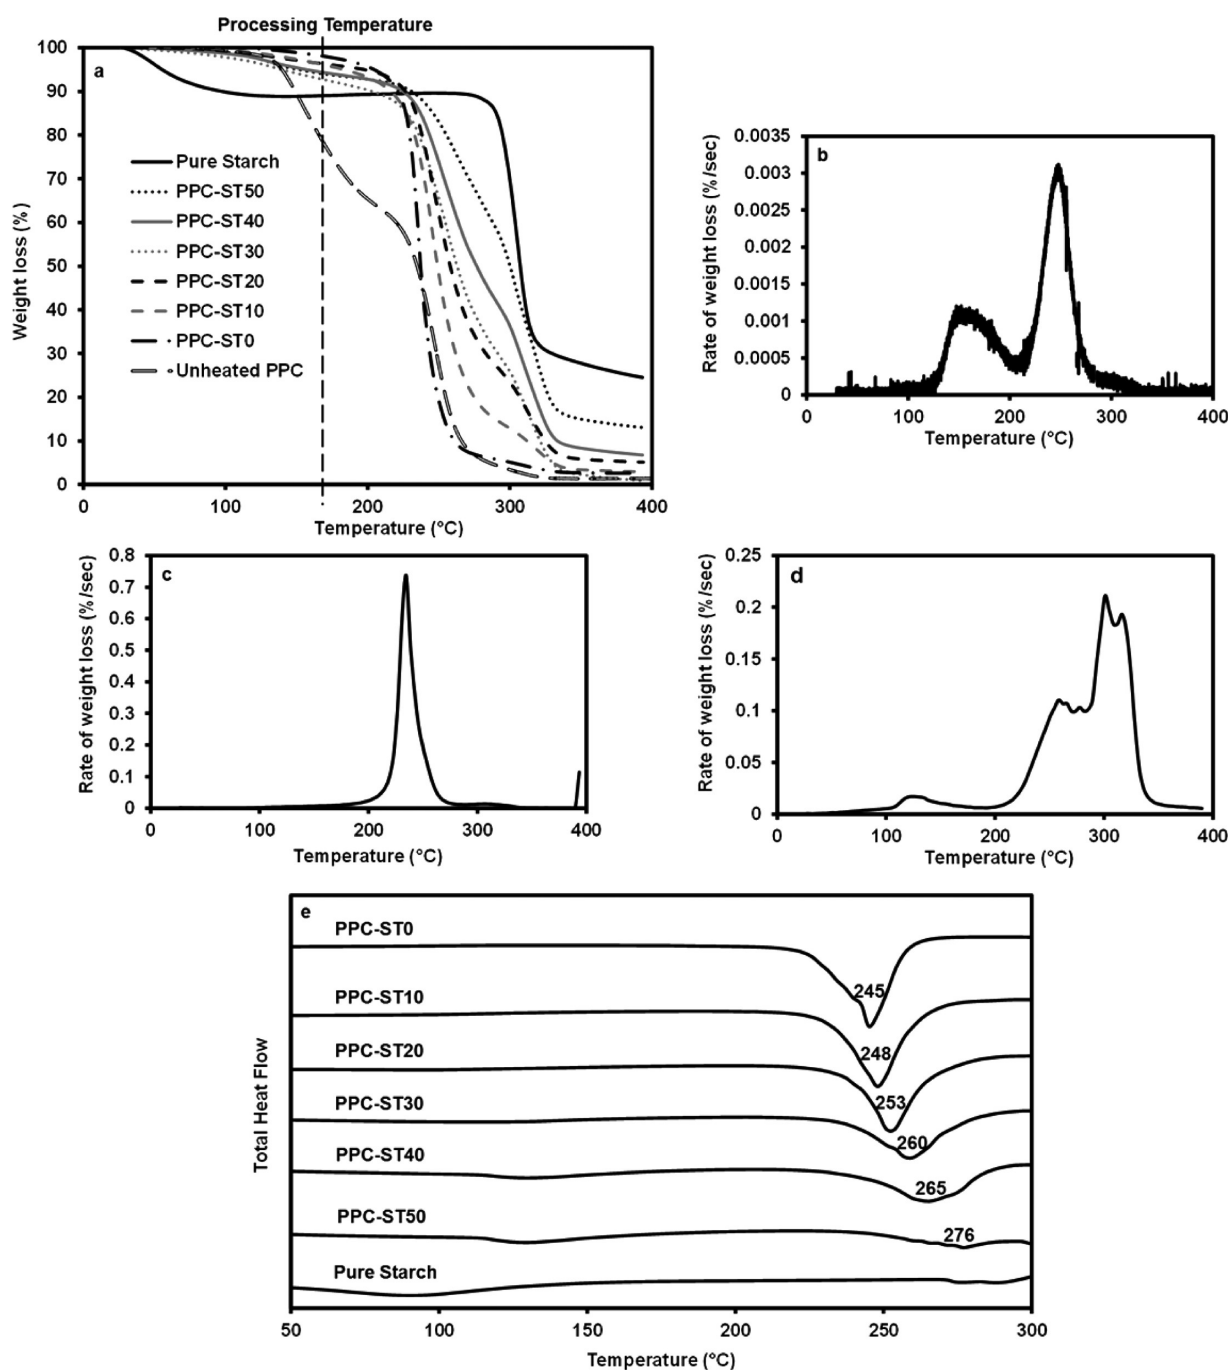 Processing Temperature
a
100
90
80
70
60
50
40
30
20
10
0
Weight loss (%)
Pure Starch
PPC-ST50
PPC-ST40
PPC-ST30
PPC-ST20
PPC-ST10
PPC-ST0
Unheated PPC
0 100 200 300 400
Temperature (°C)
b
0.0035
0.003
0.0025
0.002
0.0015
0.001
0.0005
0
Rate of weight loss (%/sec)
0 100 200 300 400
Temperature (°C)
c
0.8
0.7
0.6
0.5
0.4
0.3
0.2
0.1
0
Rate of weight loss (%/sec)
0 100 200 300 400
Temperature (°C)
d
0.25
0.2
0.15
0.1
0.05
0
Rate of weight loss (%/sec)
0 100 200 300 400
Temperature (°C)
e
Total Heat Flow
PPC-ST0
245
PPC-ST10
248
PPC-ST20
253
PPC-ST30
260
PPC-ST40
265
PPC-ST50
276
Pure Starch
50 100 150 200 250 300
Temperature (°C)